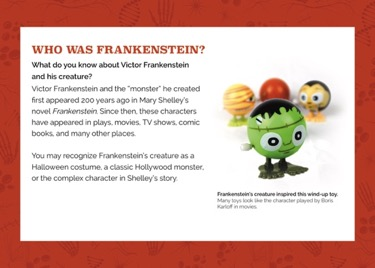 WHO WAS FRANKENSTEIN?
What do you know about Victor Frankenstein
and his creature?
Victor Frankenstein and the "monster" he created
first appeared 200 years ago in Mary Shelley's
novel Frankenstein. Since then, these characters
have appeared in plays, movies, TV shows, comic
books, and many other places.
You may recognize Frankenstein's creature as a
Halloween costume, a classic Hollywood monster,
or the complex character in Shelley's story.
Frankenstein's creature inspired this wind-up toy.
Many toys look like the character played by Boris
Karloff in movies.